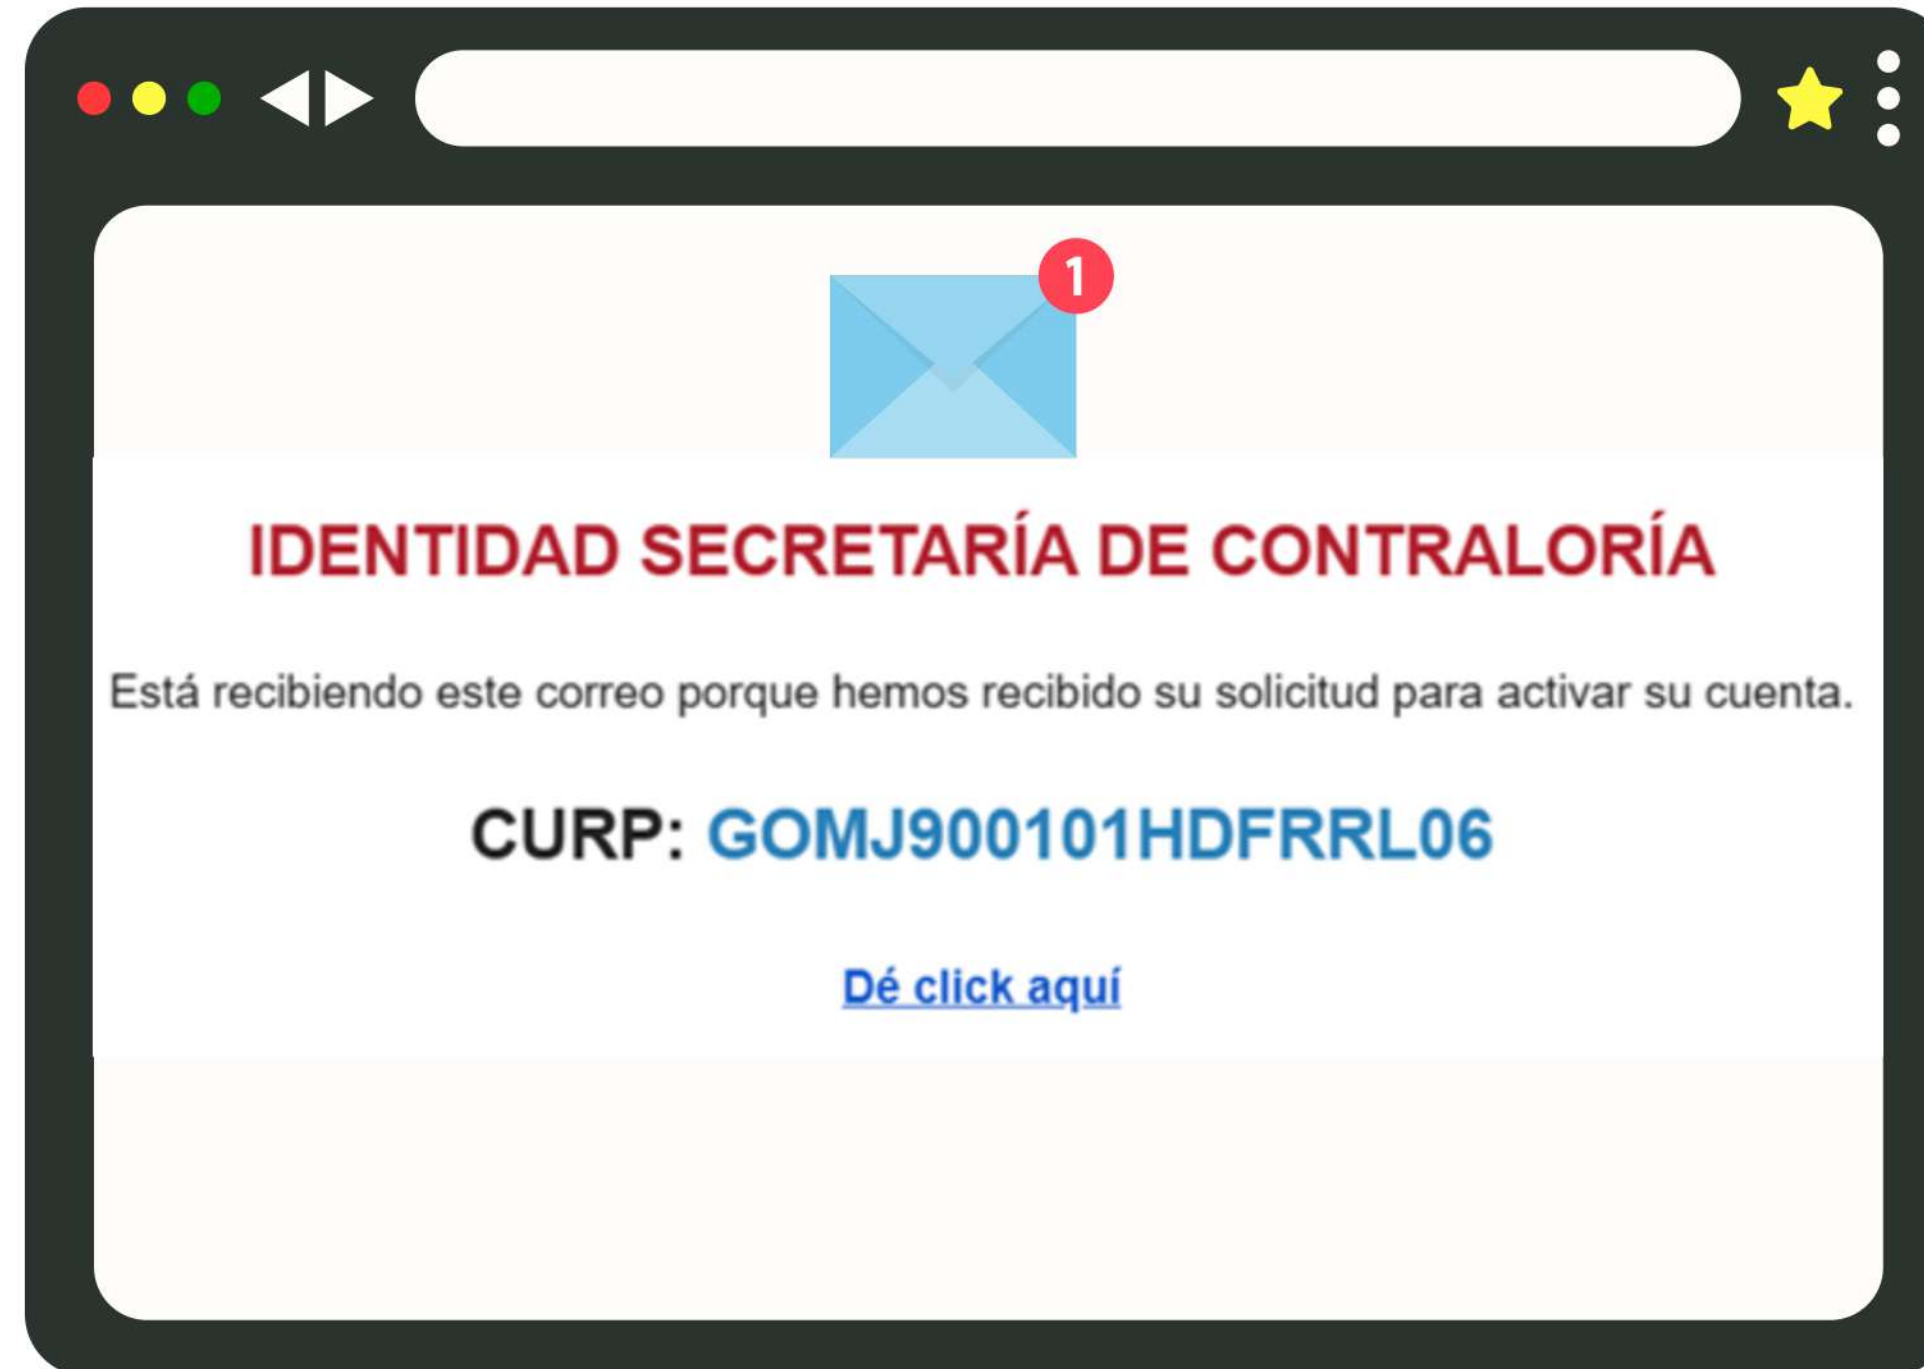 1
IDENTIDAD SECRETARÍA DE CONTRALORÍA
Está recibiendo este correo porque hemos recibido su solicitud para activar su cuenta.
CURP: GOMJ900101HDFRRL06
Dé click aquí